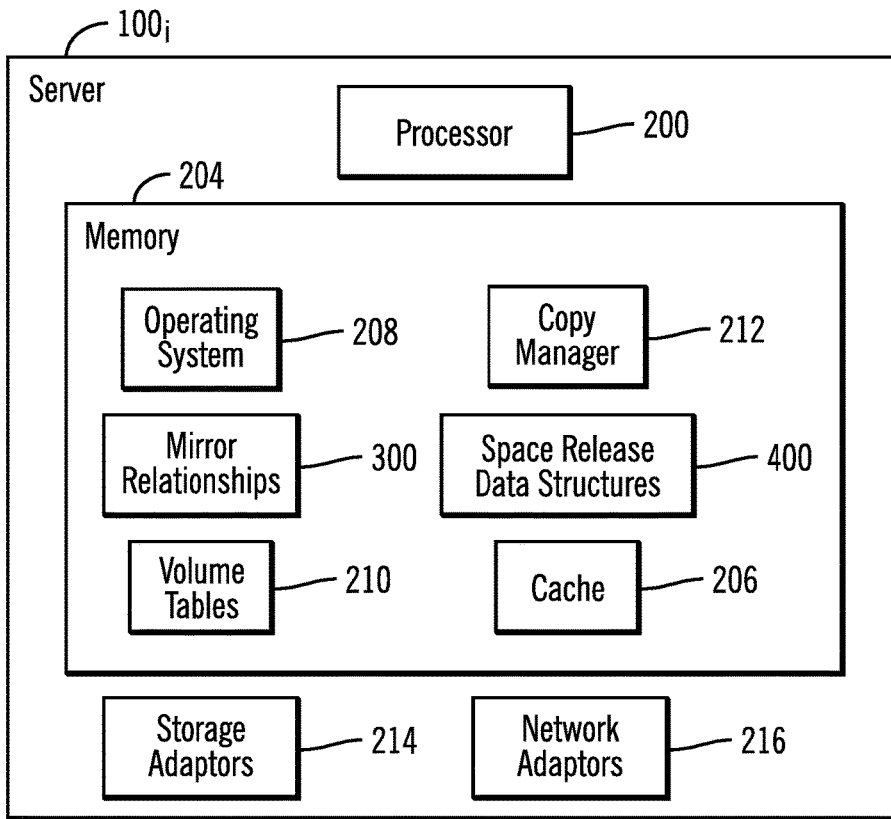 100i
Server
Processor
200
204
Memory
Operating
System
208
Copy
Manager
212
Mirror
Relationships
300
Space Release
Data Structures
400
Volume
Tables
210
Cache
206
Storage
Adaptors
214
Network
Adaptors
216